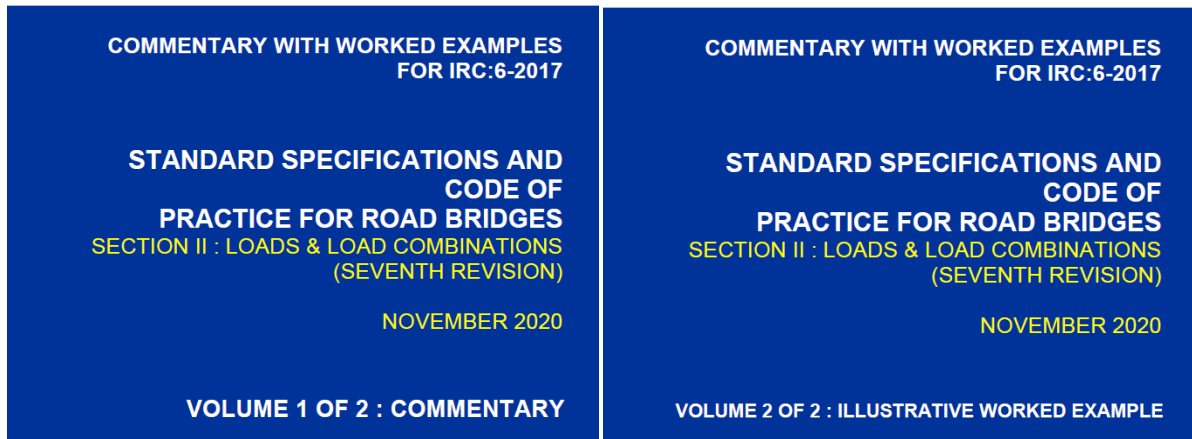 COMMENTARY WITH WORKED EXAMPLES
FOR IRC:6-2017
STANDARD SPECIFICATIONS AND
CODE OF
PRACTICE FOR ROAD BRIDGES
SECTION II : LOADS & LOAD COMBINATIONS
(SEVENTH REVISION)
NOVEMBER 2020
VOLUME 1 OF 2 : COMMENTARY
COMMENTARY WITH WORKED EXAMPLES
FOR IRC:6-2017
STANDARD SPECIFICATIONS AND
CODE OF
PRACTICE FOR ROAD BRIDGES
SECTION II : LOADS & LOAD COMBINATIONS
(SEVENTH REVISION)
NOVEMBER 2020
VOLUME 2 OF 2 : ILLUSTRATIVE WORKED EXAMPLE